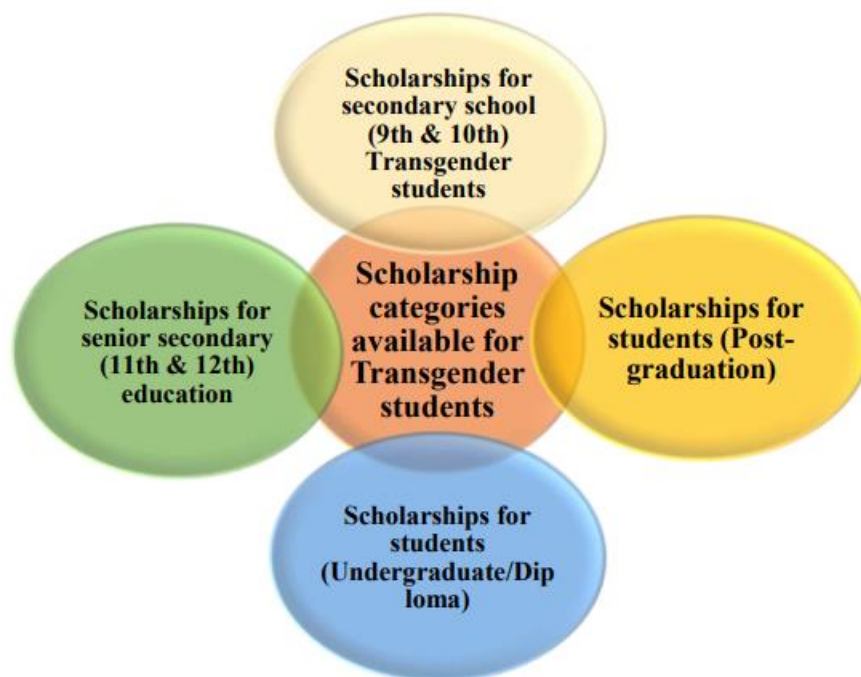 Scholarships for
secondary school
(9th & 10th)
Transgender
students
Scholarship
categories
available for
Transgender
students
Scholarships for
senior secondary
(11th & 12th)
education
Scholarships for
students (Post-
graduation)
Scholarships for
students
(Undergraduate/Dip
loma)